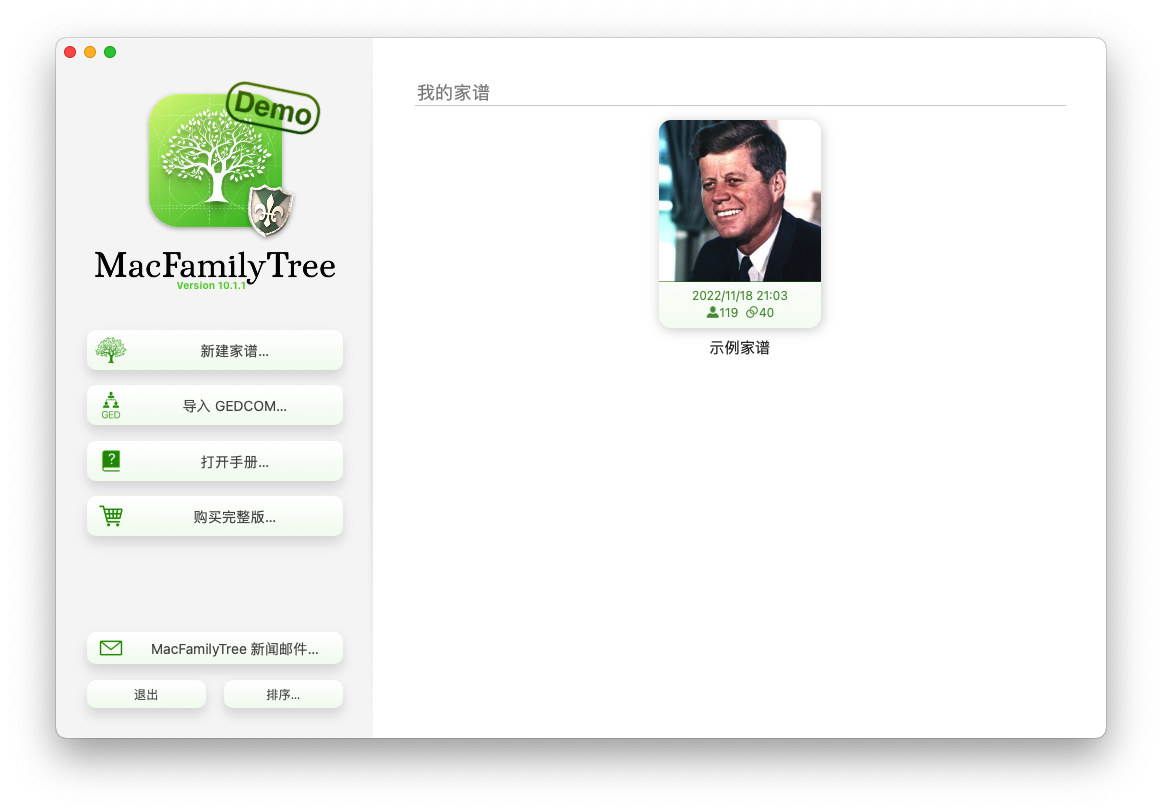 Demo
MacFamilyTree
Version 10.1.1
新建家谱...
GED
导入 GEDCOM...
?
打开手册...
购买完整版...
MacFamilyTree 新闻邮件...
退出
排序...
我的家谱
2022/11/18 21:03
119 40
示例家谱